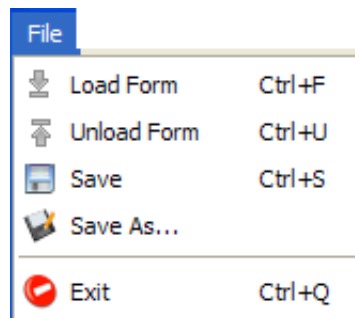 File
Load Form Ctrl+F
Unload Form Ctrl+U
Save Ctrl+S
Save As...
Exit Ctrl+Q